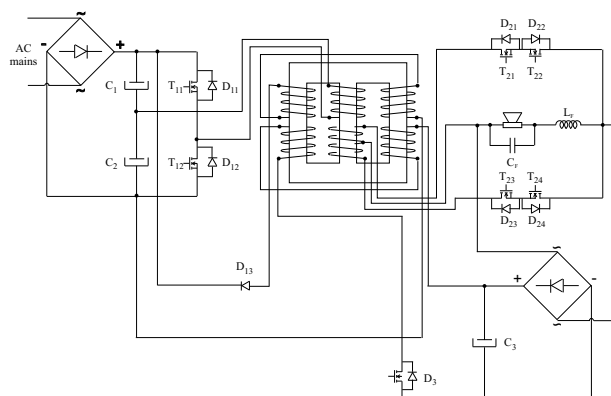 ~
AC
mains
-
+
~
C1
C2
T11
D11
T12
D12
D13
D21
D22
T21
T22
LF
CF
T23
T24
D23
D24
~
+
-
~
C3
D3